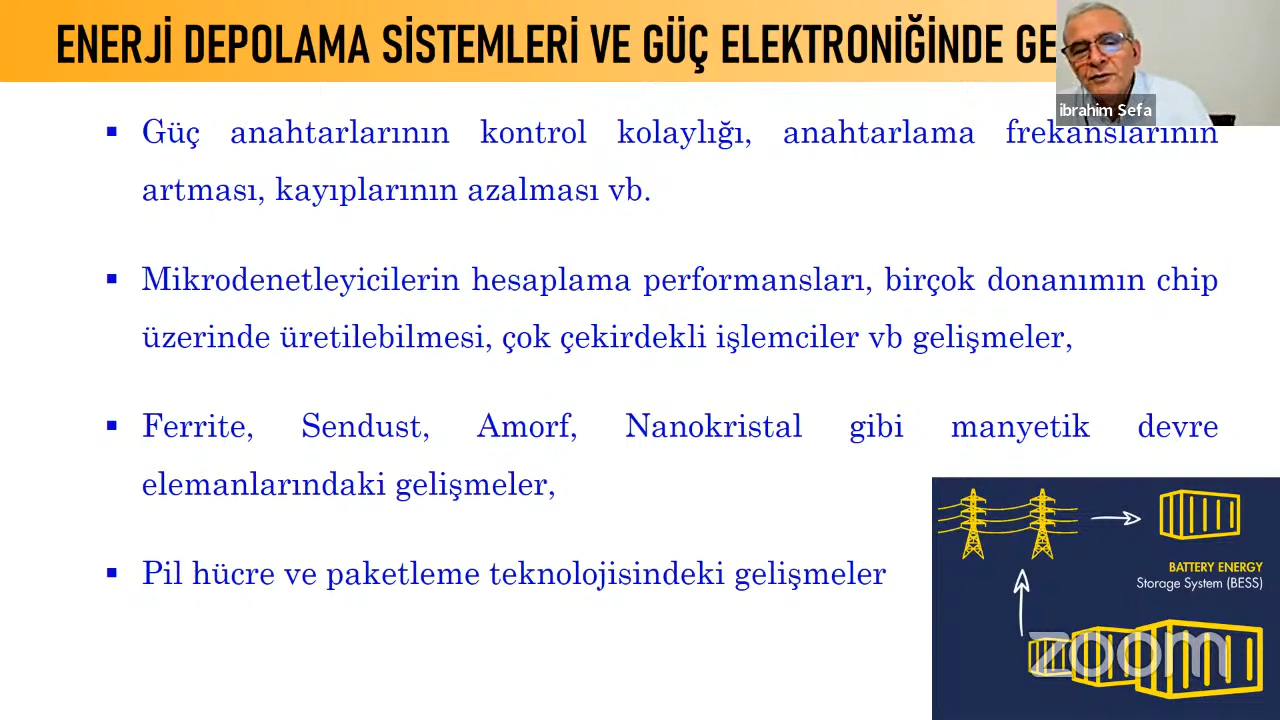 ENERJİ DEPOLAMA SİSTEMLERİ VE GÜÇ ELEKTRONİĞİNDE
ibrahim Sefa
▪ Güç anahtarlarının kontrol kolaylığı, anahtarlama frekanslarının
artması, kayıplarının azalması vb.
▪ Mikrodenetleyicilerin hesaplama performansları, birçok donanımın chip
üzerinde üretilebilmesi, çok çekirdekli işlemciler vb gelişmeler,
▪ Ferrite, Sendust, Amorf, Nanokristal gibi manyetik devre
elemanlarındaki gelişmeler,
▪ Pil hücre ve paketleme teknolojisindeki gelişmeler
BATTERY ENERGY
Storage System (BESS)
zoom